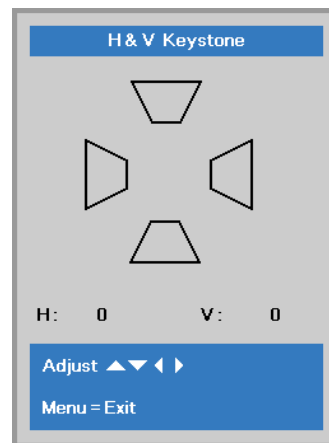 H & V Keystone
H: 0 V: 0
Adjust ▲▼◀▶
Menu = Exit